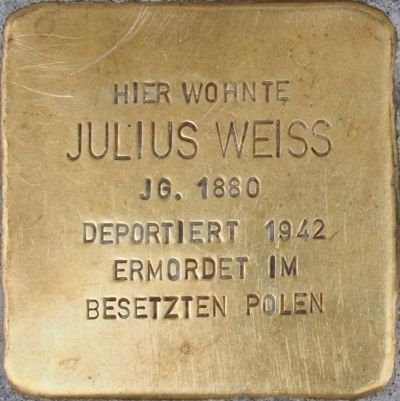 HIER WOHNTE
JULIUS WEISS
JG. 1880
DEPORTIERT 1942
ERMORDET IM
BESETZTEN POLEN